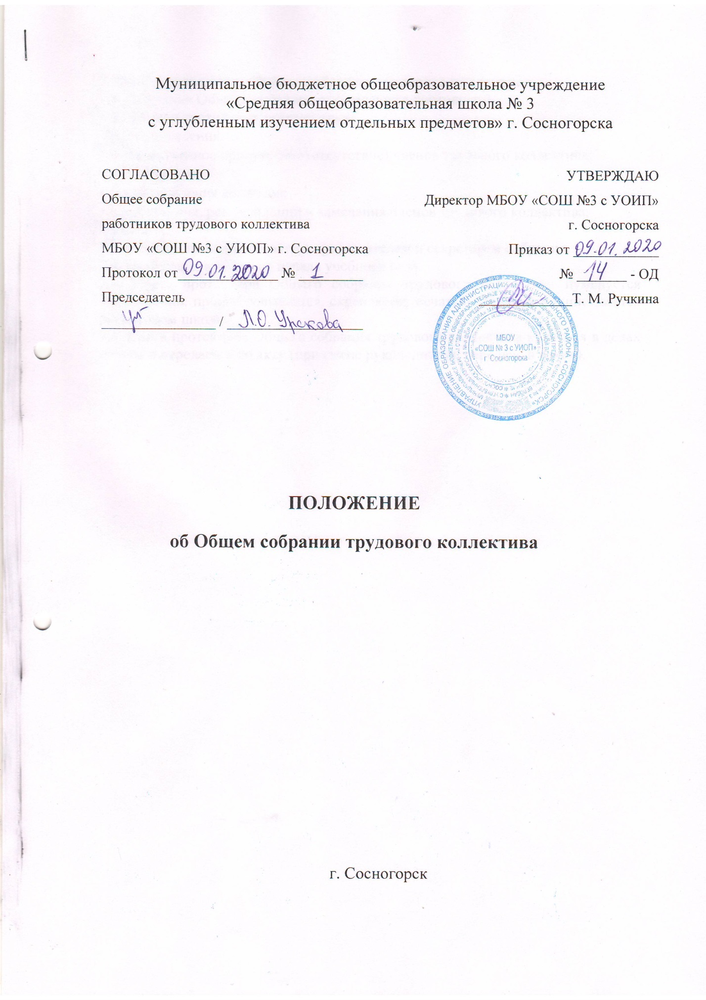 Муниципальное бюджетное общеобразовательное учреждение
«Средняя общеобразовательная школа № 3
с углубленным изучением отдельных предметов» г. Сосногорска
СОГЛАСОВАНО
Общее собрание
работников трудового коллектива
МБОУ «СОШ №3 с УИОП» г. Сосногорска
Протокол от 09.01.2020 № 1
Председатель
/ Л.О. Урскова
УТВЕРЖДАЮ
Директор МБОУ «СОШ №3 с УОИП»
г. Сосногорска
Приказ от 09.01.2020
№ 14 - ОД
Т. М. Ручкина
МБОУ
«СОШ № 3 с УИОП»
г Сосногорска
ПОЛОЖЕНИЕ
об Общем собрании трудового коллектива
г. Сосногорск